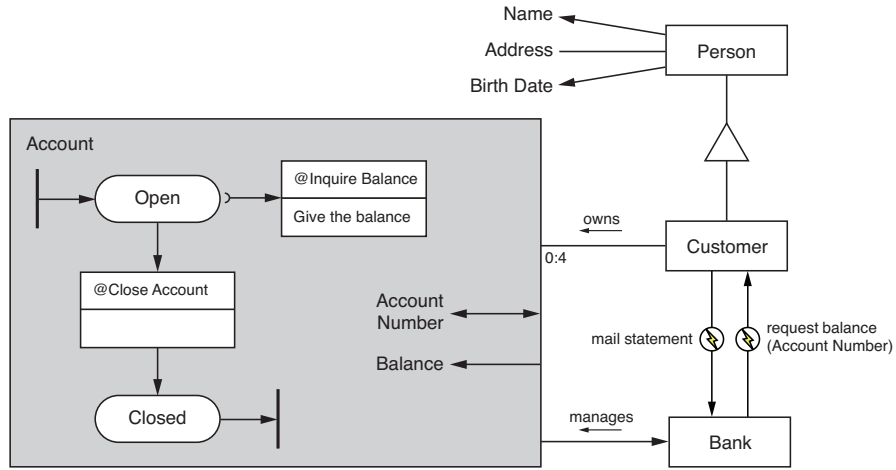 Name
Address
Birth Date
Person
Account
Open
@Inquire Balance
Give the balance
owns
0:4
Customer
@Close Account
Account
Number
Balance
mail statement
request balance
(Account Number)
Closed
manages
Bank